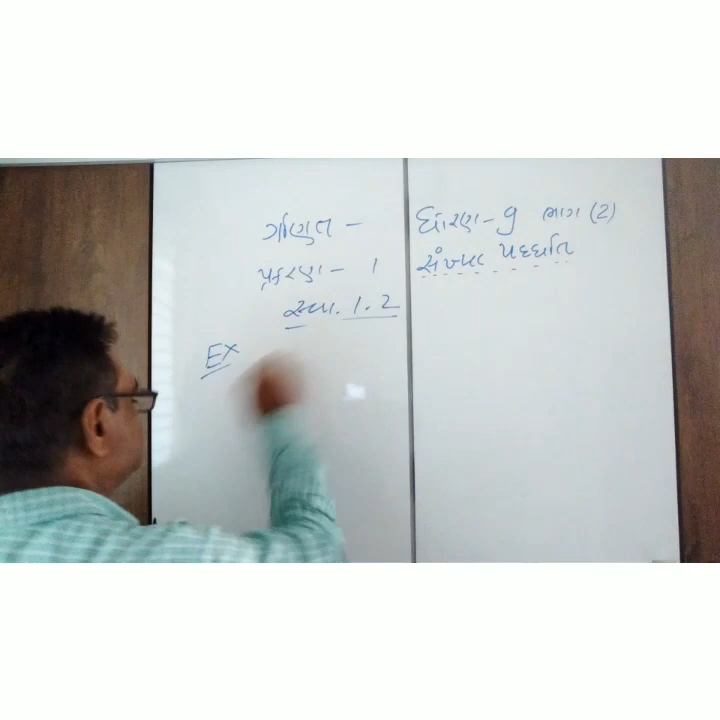 ગણિત - ધોરણ - 9 ભાગ (2)
પ્રકરણ - 1 સંખ્યા પદ્ધતિ
સ્વા. 1.2
Ex